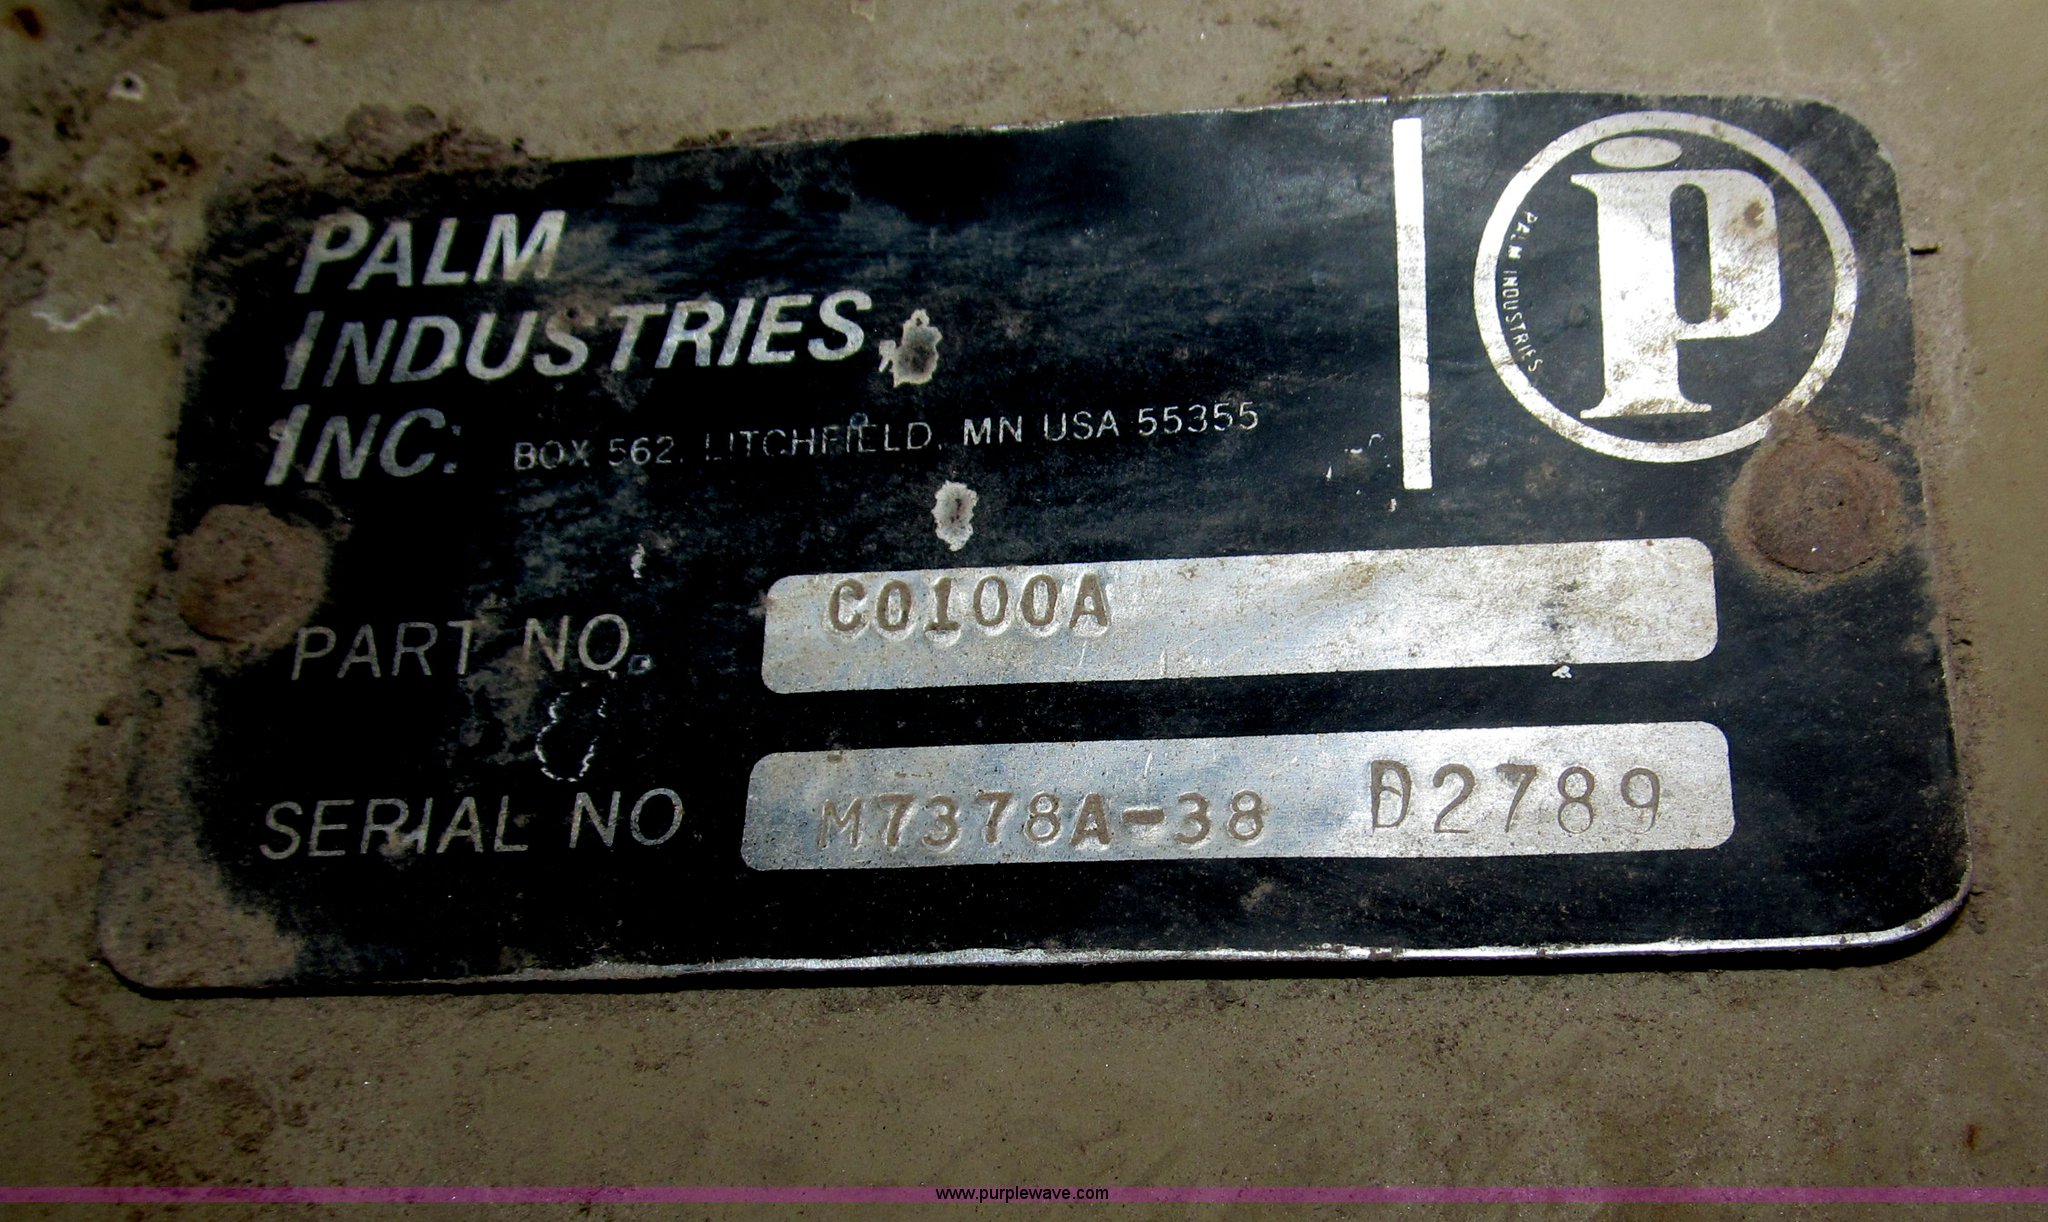 PALM
INDUSTRIES,
INC. BOX 562, LITCHFIELD, MN USA 55355
P
PALM INDUSTRIES
PART NO. C0100A
SERIAL NO M7378A-38 D2789
www.purplewave.com